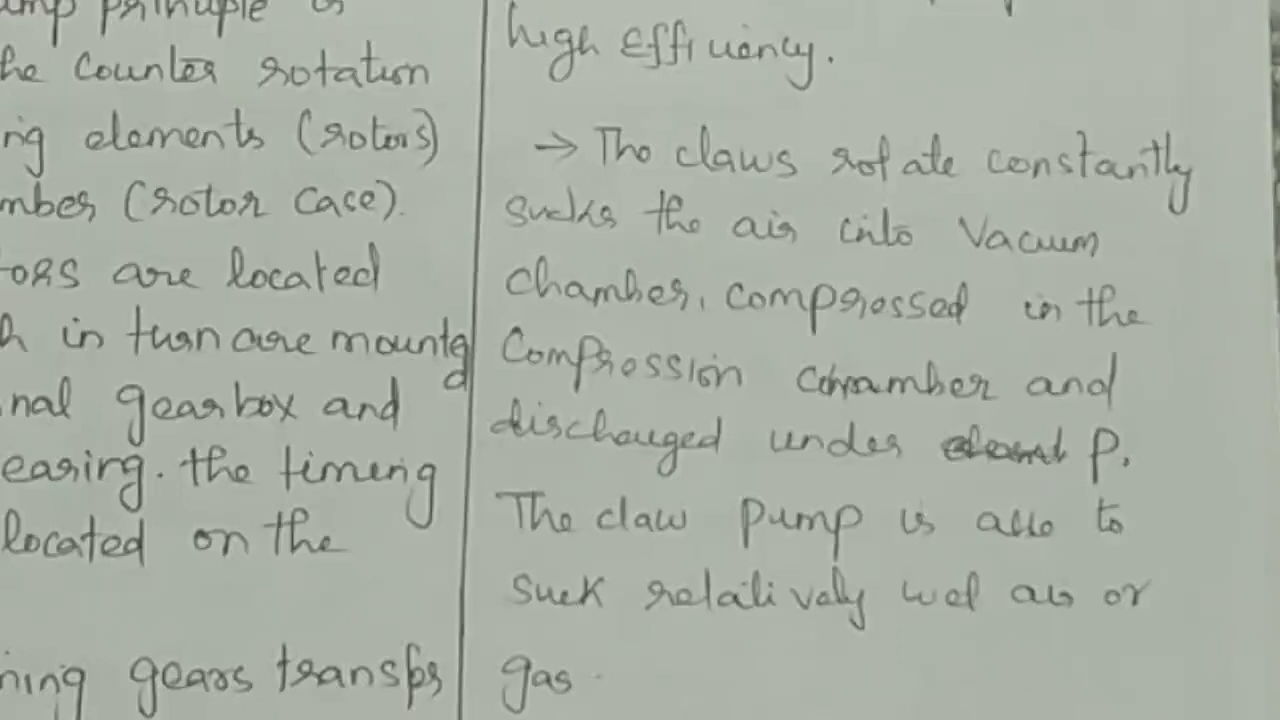 principle is
he counter rotation
ng elements (rotors)
mber (rotor case).
tors are located
h in turn are mounted
nal gearbox and
earing. the timing
located on the
ning gears transfer
high efficiency.
→ The claws rotate constantly
sucks the air into vacuum
chamber, compressed in the
compression chamber and
discharged under P.
The claw pump is able to
suck relatively wet air or
gas.